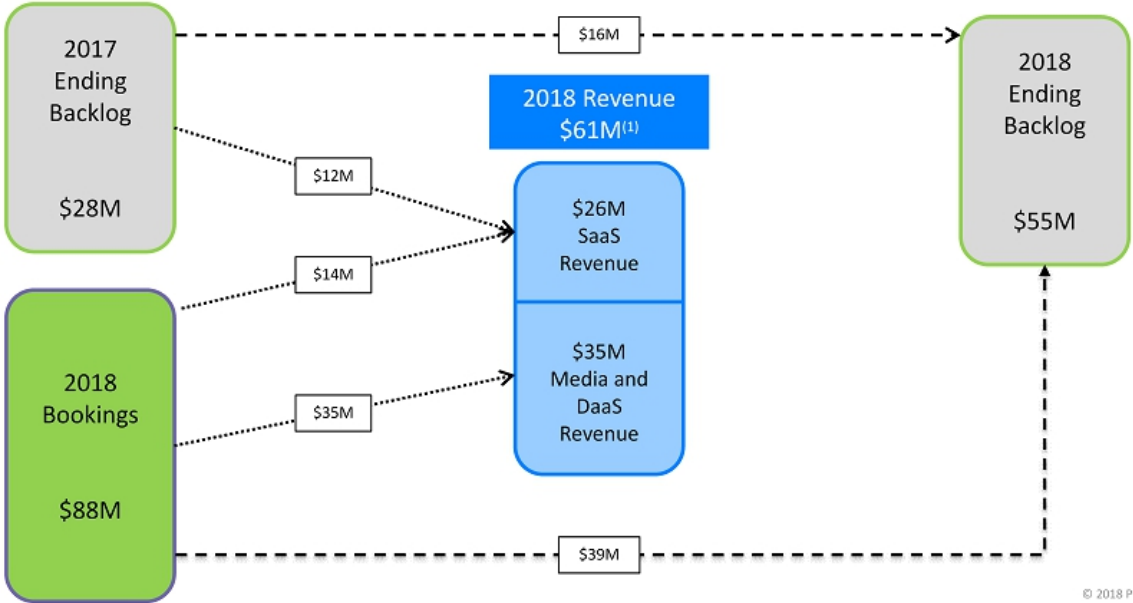 2017
Ending
Backlog
$28M
$16M
2018 Revenue
$61M(1)
2018
Ending
Backlog
$55M
$12M
$14M
$26M
SaaS
Revenue
2018
Bookings
$88M
$35M
$35M
Media and
DaaS
Revenue
$39M
© 2018 P